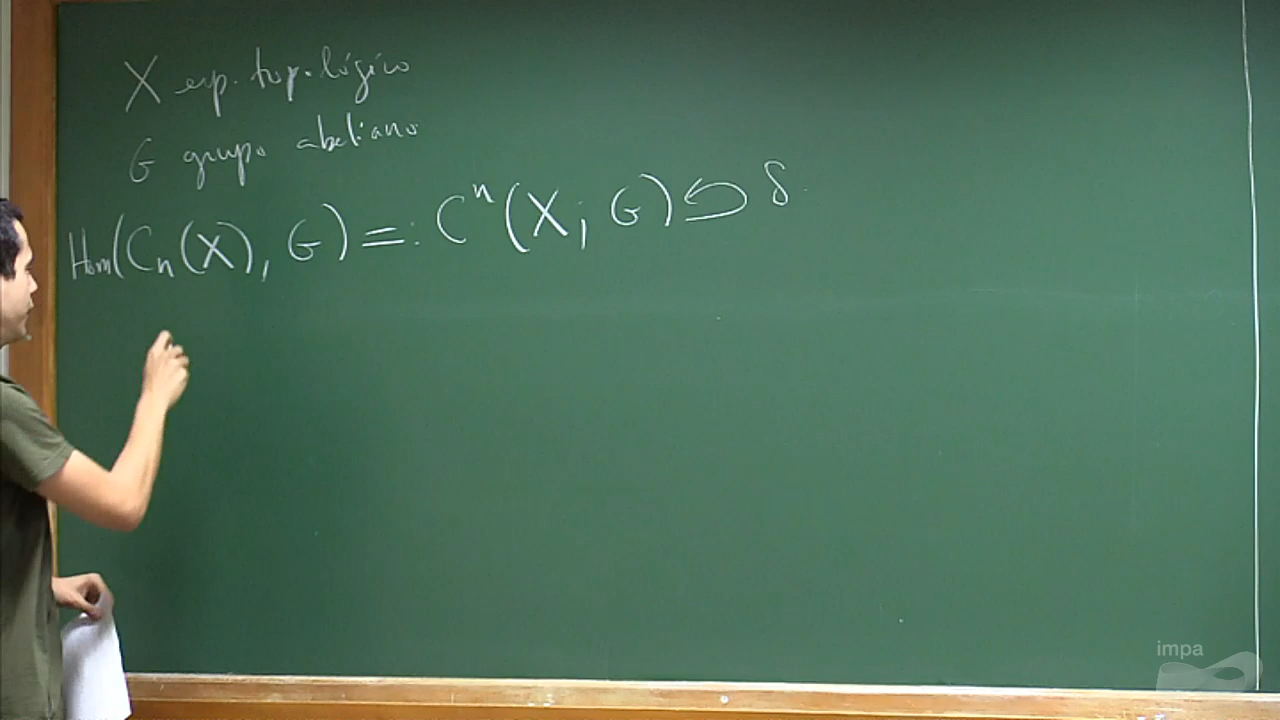 X esp. topológico
G grupo abeliano
Hom(Cₙ(X), G) =: Cⁿ(X; G) ↩ δ
impa